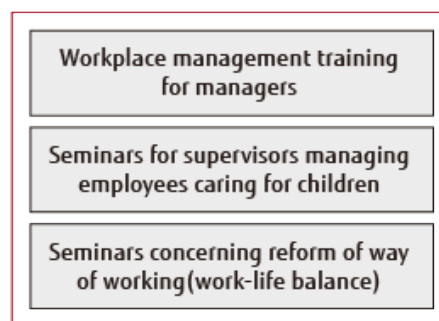 Workplace management training
for managers
Seminars for supervisors managing
employees caring for children
Seminars concerning reform of way
of working(work-life balance)